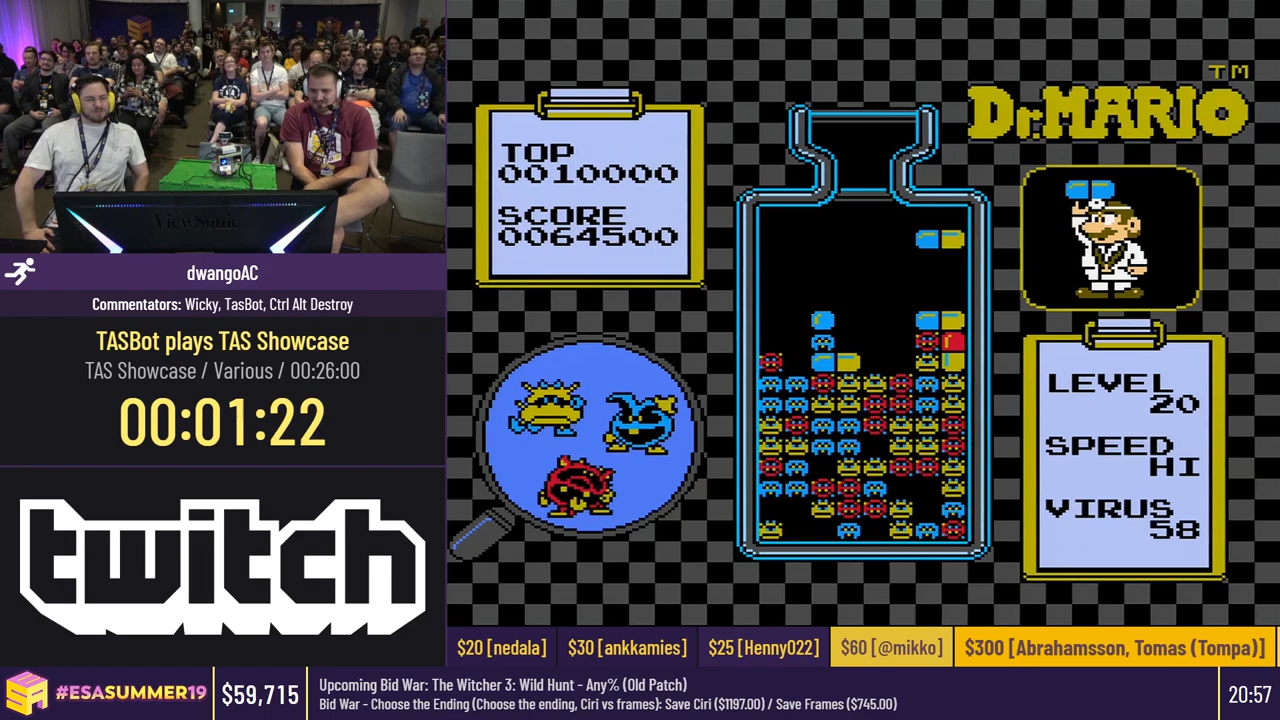 ViewSonic
dwangoAC
Commentators: Wicky, TasBot, Ctrl Alt Destroy
TASBot plays TAS Showcase
TAS Showcase / Various / 00:26:00
00:01:22
twitch
TOP
0010000
SCORE
0064500
Dr.MARIO
TM
LEVEL
20
SPEED
HI
VIRUS
58
$20 [nedala]
$30 [ankkamies]
$25 [Henny022]
$60 [@mikko]
$300 [Abrahamsson, Tomas (Tompa)]
#ESASUMMER19
$59,715
Upcoming Bid War: The Witcher 3: Wild Hunt - Any% (Old Patch)
Bid War - Choose the Ending (Choose the ending, Ciri vs frames): Save Ciri ($1197.00) / Save Frames ($745.00)
20:57